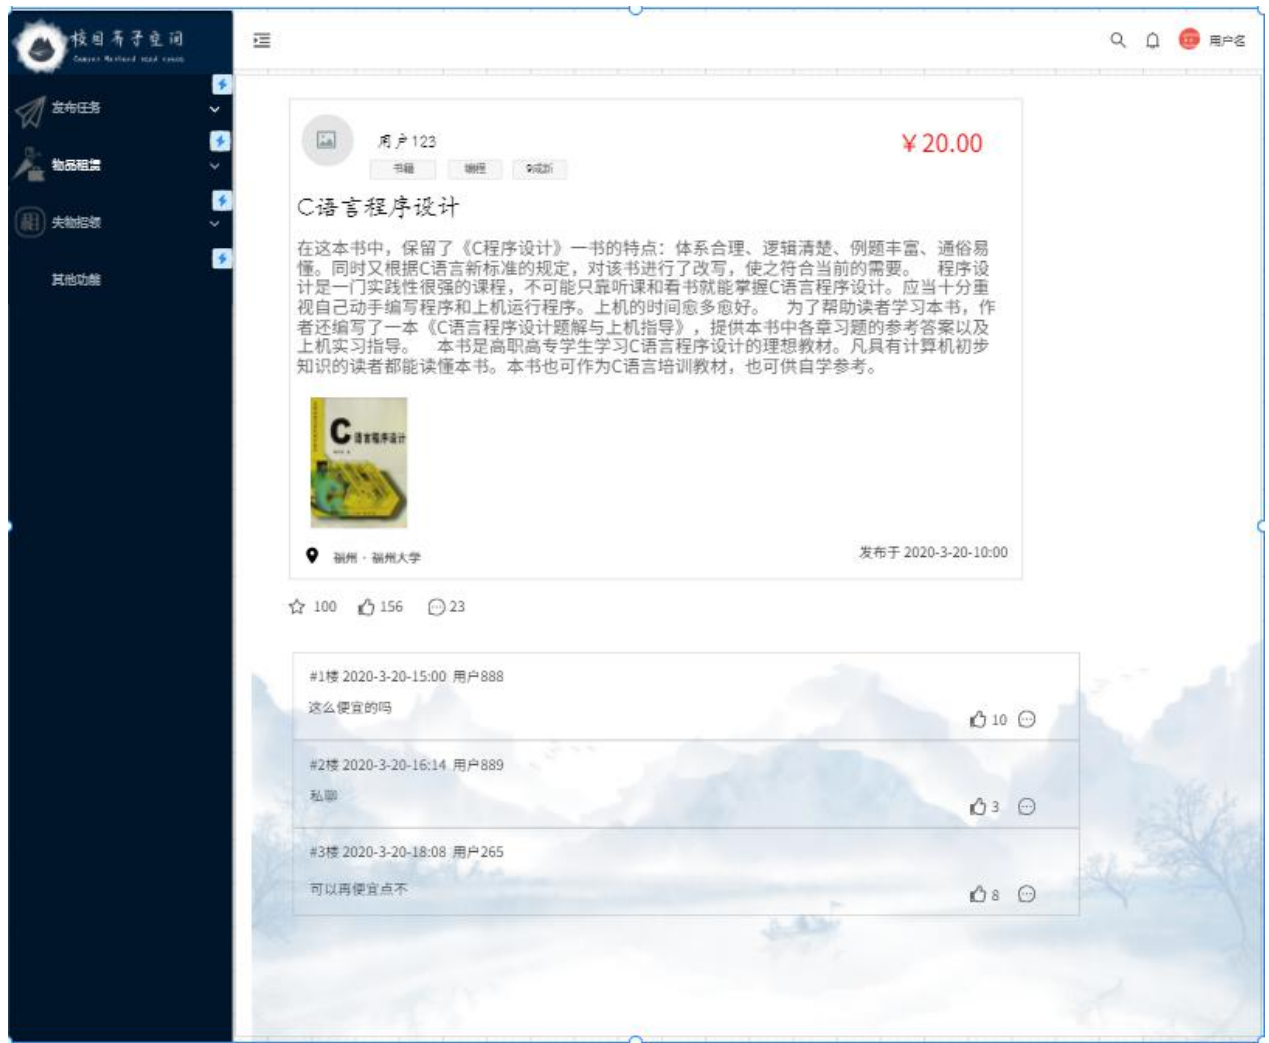 校园芥子空间
用户名
发布任务
物品租售
失物招领
其他功能
用户123
¥20.00
书籍
编程
9成新
C语言程序设计
在这本书中，保留了《C程序设计》一书的特点：体系合理、逻辑清楚、例题丰富、通俗易
懂。同时又根据C语言新标准的规定，对该书进行了改写，使之符合当前的需要。 程序设
计是一门实践性很强的课程，不可能只靠听课和看书就能掌握C语言程序设计。应当十分重
视自己动手编写程序和上机运行程序。上机的时间愈多愈好。 为了帮助读者学习本书，作
者还编写了一本《C语言程序设计题解与上机指导》，提供本书中各章习题的参考答案以及
上机实习指导。 本书是高职高专学生学习C语言程序设计的理想教材。凡具有计算机初步
知识的读者都能读懂本书。本书也可作为C语言培训教材，也可供自学参考。
C语言程序设计
福州 · 福州大学
发布于 2020-3-20-10:00
100 156 23
#1楼 2020-3-20-15:00 用户888
这么便宜的吗
10
#2楼 2020-3-20-16:14 用户889
私聊
3
#3楼 2020-3-20-18:08 用户265
可以再便宜点不
8